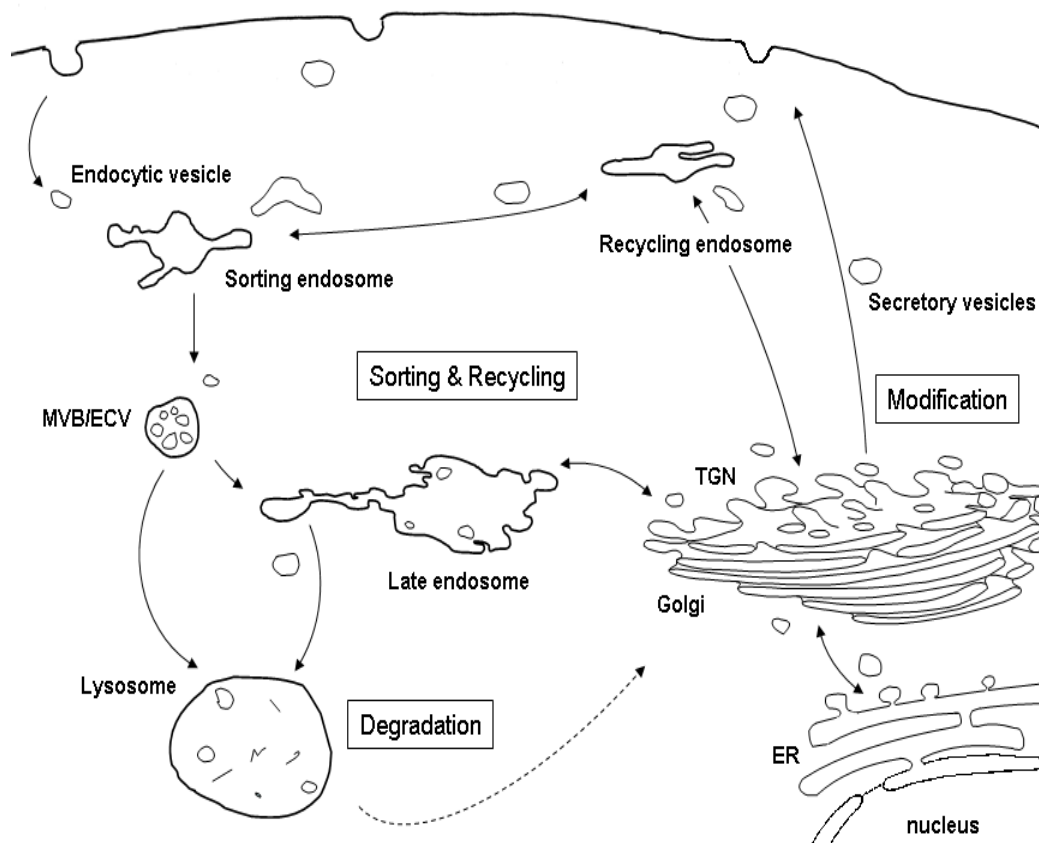 Endocytic vesicle
Sorting endosome
Recycling endosome
Secretory vesicles
Sorting & Recycling
Modification
MVB/ECV
TGN
Late endosome
Golgi
Lysosome
Degradation
ER
nucleus